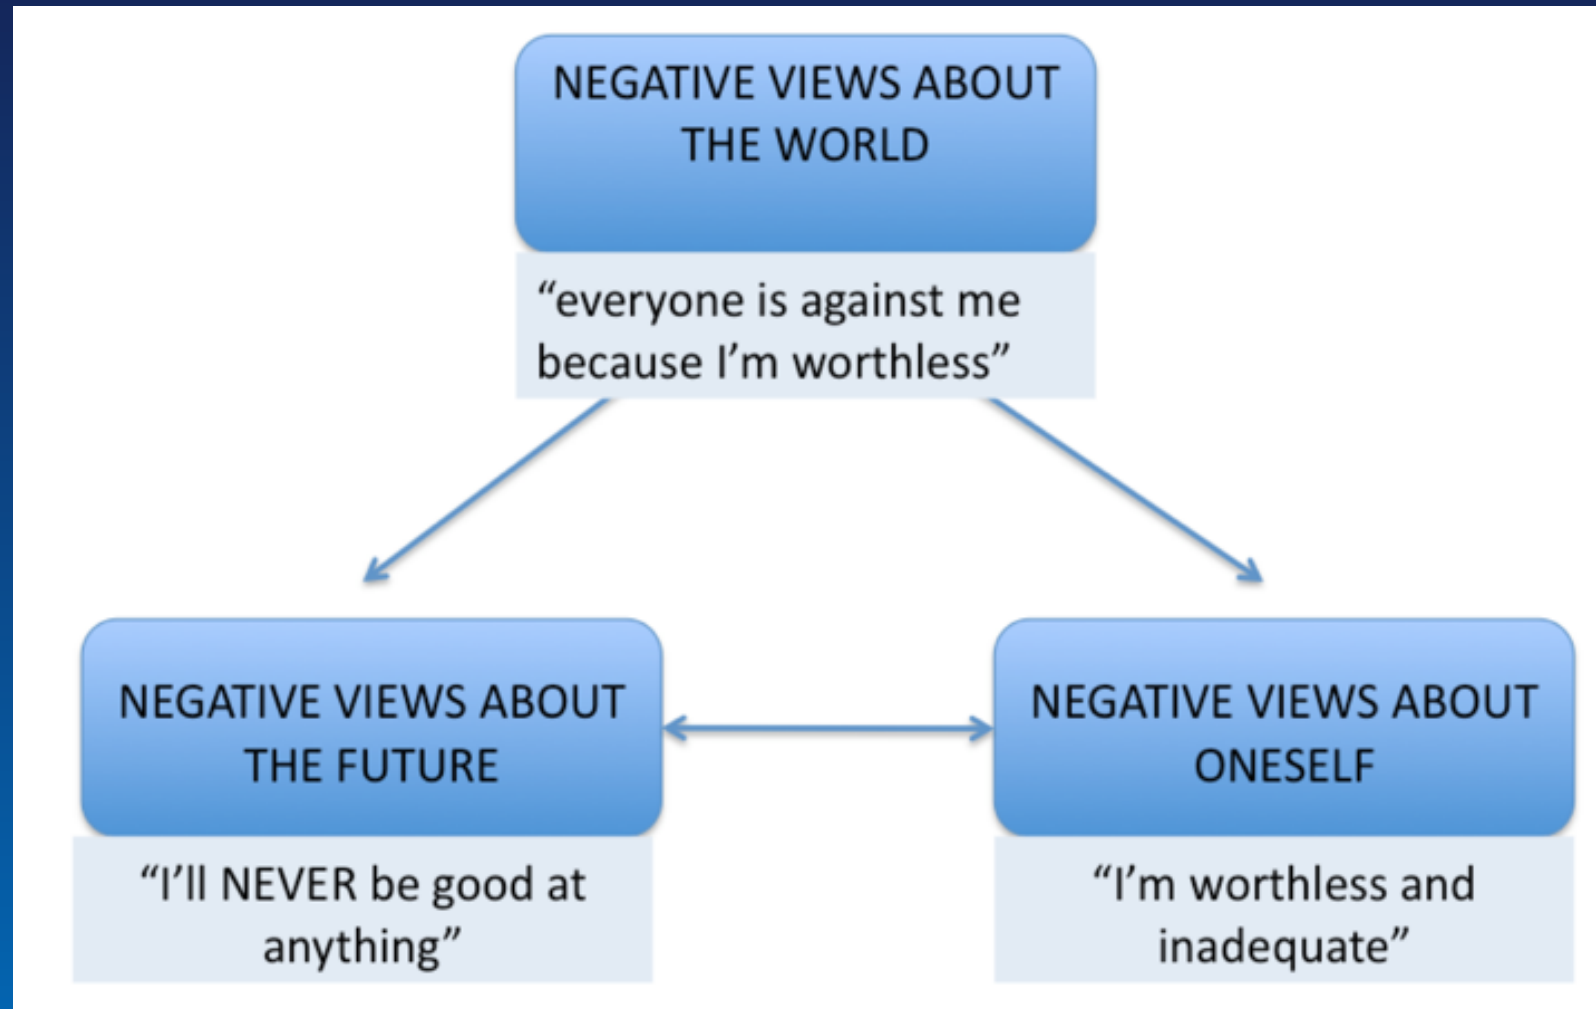 NEGATIVE VIEWS ABOUT
THE WORLD
“everyone is against me
because I’m worthless”
NEGATIVE VIEWS ABOUT
THE FUTURE
“I’ll NEVER be good at
anything”
NEGATIVE VIEWS ABOUT
ONESELF
“I’m worthless and
inadequate”